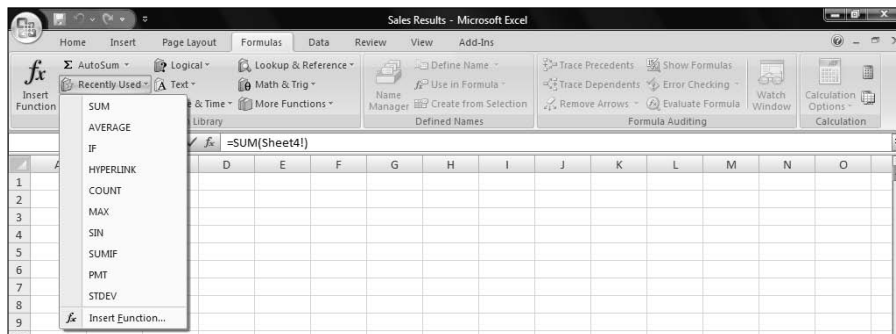 Sales Results - Microsoft Excel
Home Insert Page Layout Formulas Data Review View Add-Ins
fx Insert Function
Σ AutoSum
Recently Used
Logical
A Text
& Time
Lookup & Reference
θ Math & Trig
More Functions
Library
Name Manager
Define Name
Use in Formula
Create from Selection
Defined Names
Trace Precedents
Trace Dependents
Remove Arrows
Show Formulas
Error Checking
Evaluate Formula
Formula Auditing
Watch Window
Calculation Options
Calculation
SUM
AVERAGE
IF
HYPERLINK
COUNT
MAX
SIN
SUMIF
PMT
STDEV
fx Insert Function...
fx =SUM(Sheet4!)
A D E F G H I J K L M N O
1
2
3
4
5
6
7
8
9